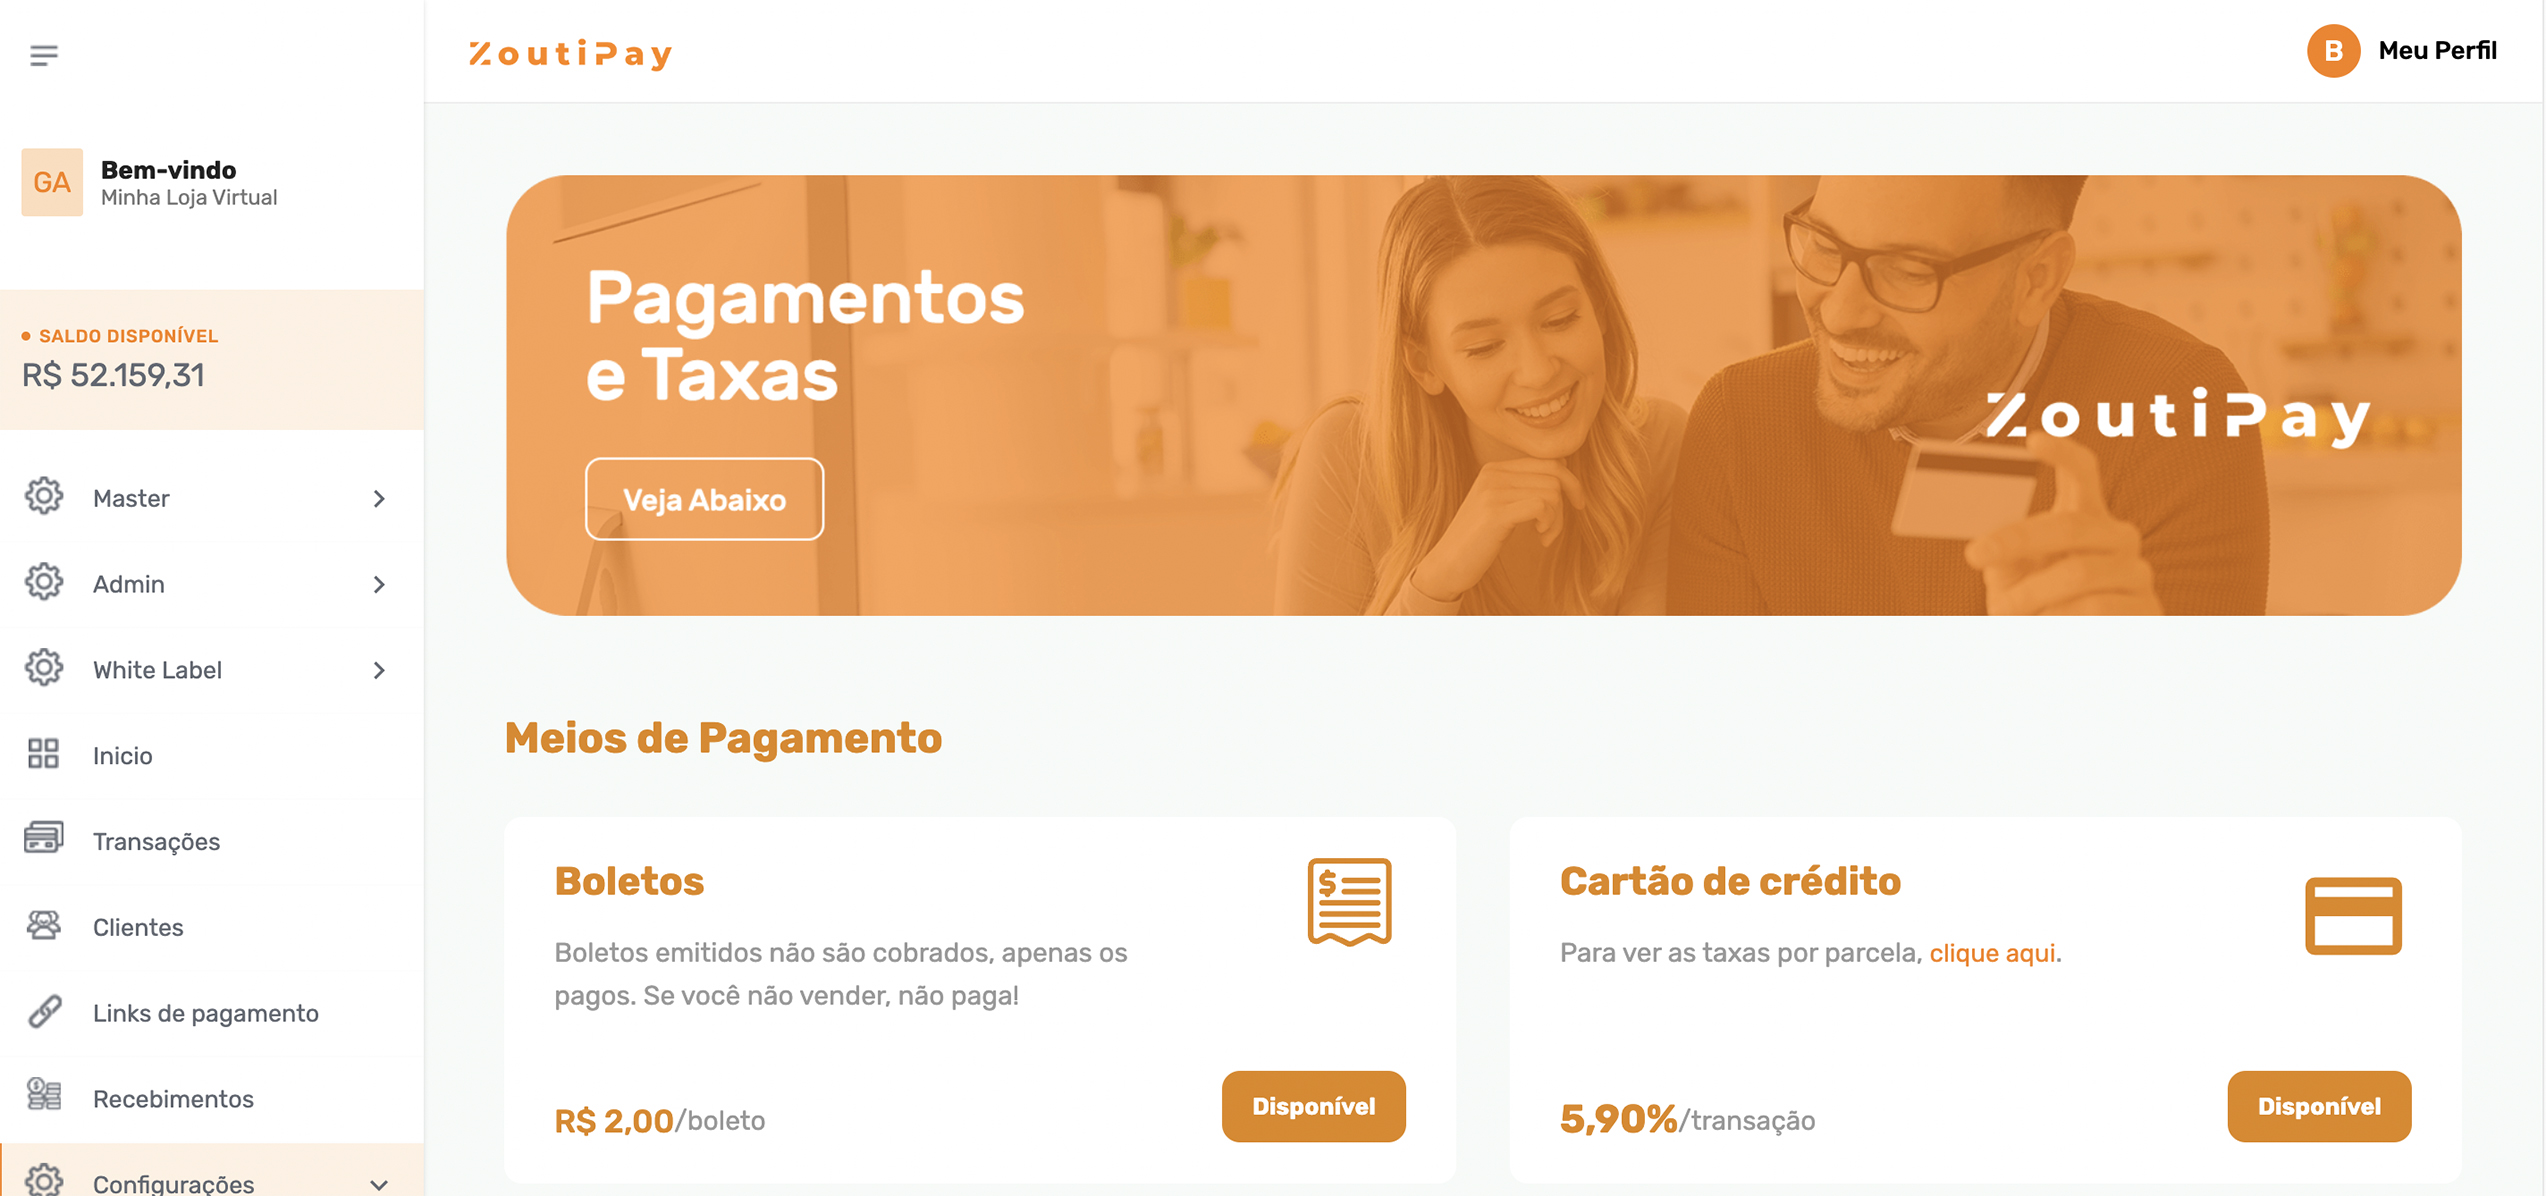 ZoutiPay
B Meu Perfil
GA
Bem-vindo
Minha Loja Virtual
SALDO DISPONÍVEL
R$ 52.159,31
Master
Admin
White Label
Inicio
Transações
Clientes
Links de pagamento
Recebimentos
Configurações
Pagamentos
e Taxas
Veja Abaixo
ZoutiPay
Meios de Pagamento
Boletos
Boletos emitidos não são cobrados, apenas os
pagos. Se você não vender, não paga!
R$ 2,00/boleto
Disponível
Cartão de crédito
Para ver as taxas por parcela, clique aqui.
5,90%/transação
Disponível